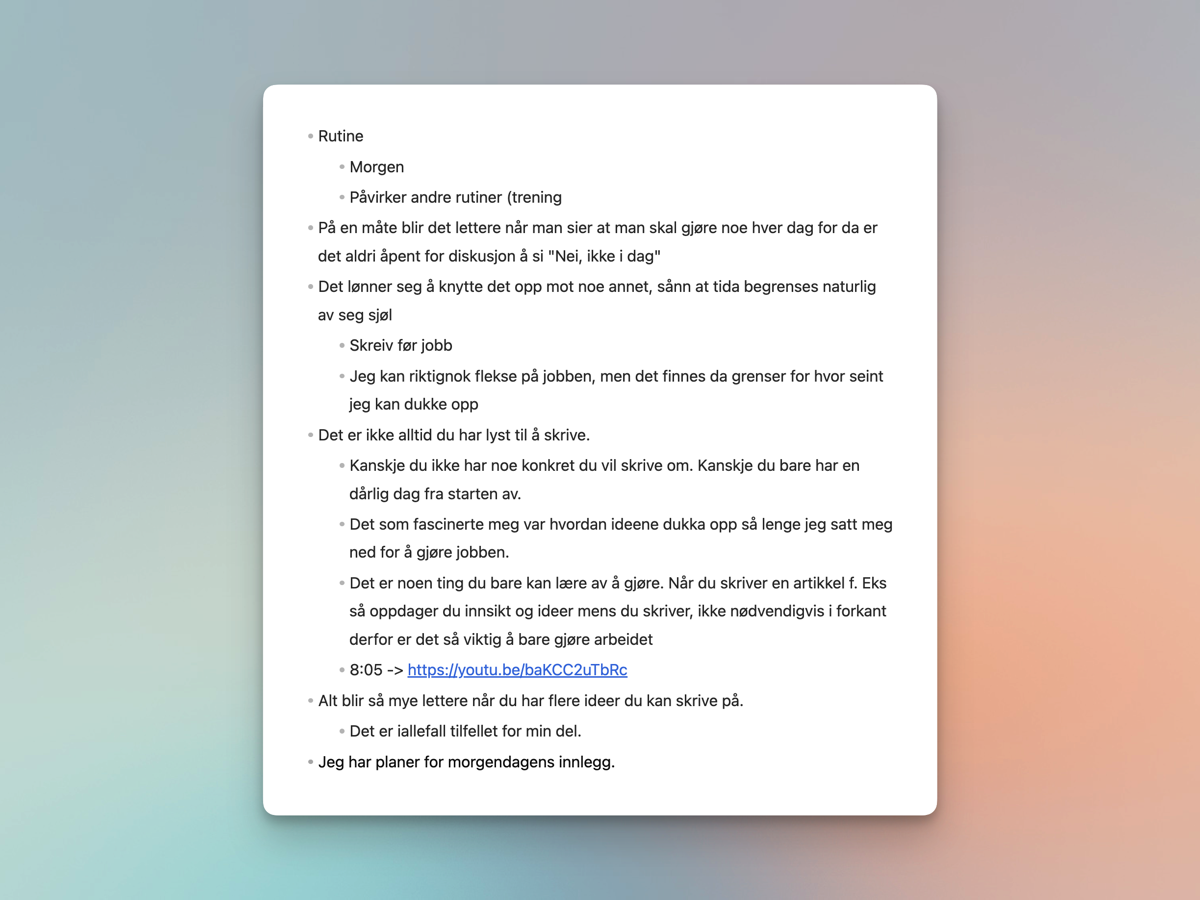 Rutine
Morgen
Påvirker andre rutiner (trening
På en måte blir det lettere når man sier at man skal gjøre noe hver dag for da er
det aldri åpent for diskusjon å si "Nei, ikke i dag"
Det lønner seg å knytte det opp mot noe annet, sånn at tida begrenses naturlig
av seg sjøl
Skreiv før jobb
Jeg kan riktignok flekse på jobben, men det finnes da grenser for hvor seint
jeg kan dukke opp
Det er ikke alltid du har lyst til å skrive.
Kanskje du ikke har noe konkret du vil skrive om. Kanskje du bare har en
dårlig dag fra starten av.
Det som fascinerte meg var hvordan ideene dukka opp så lenge jeg satt meg
ned for å gjøre jobben.
Det er noen ting du bare kan lære av å gjøre. Når du skriver en artikkel f. Eks
så oppdager du innsikt og ideer mens du skriver, ikke nødvendigvis i forkant
derfor er det så viktig å bare gjøre arbeidet
8:05 -> https://youtu.be/baKCC2uTbRc
Alt blir så mye lettere når du har flere ideer du kan skrive på.
Det er iallefall tilfellet for min del.
Jeg har planer for morgendagens innlegg.